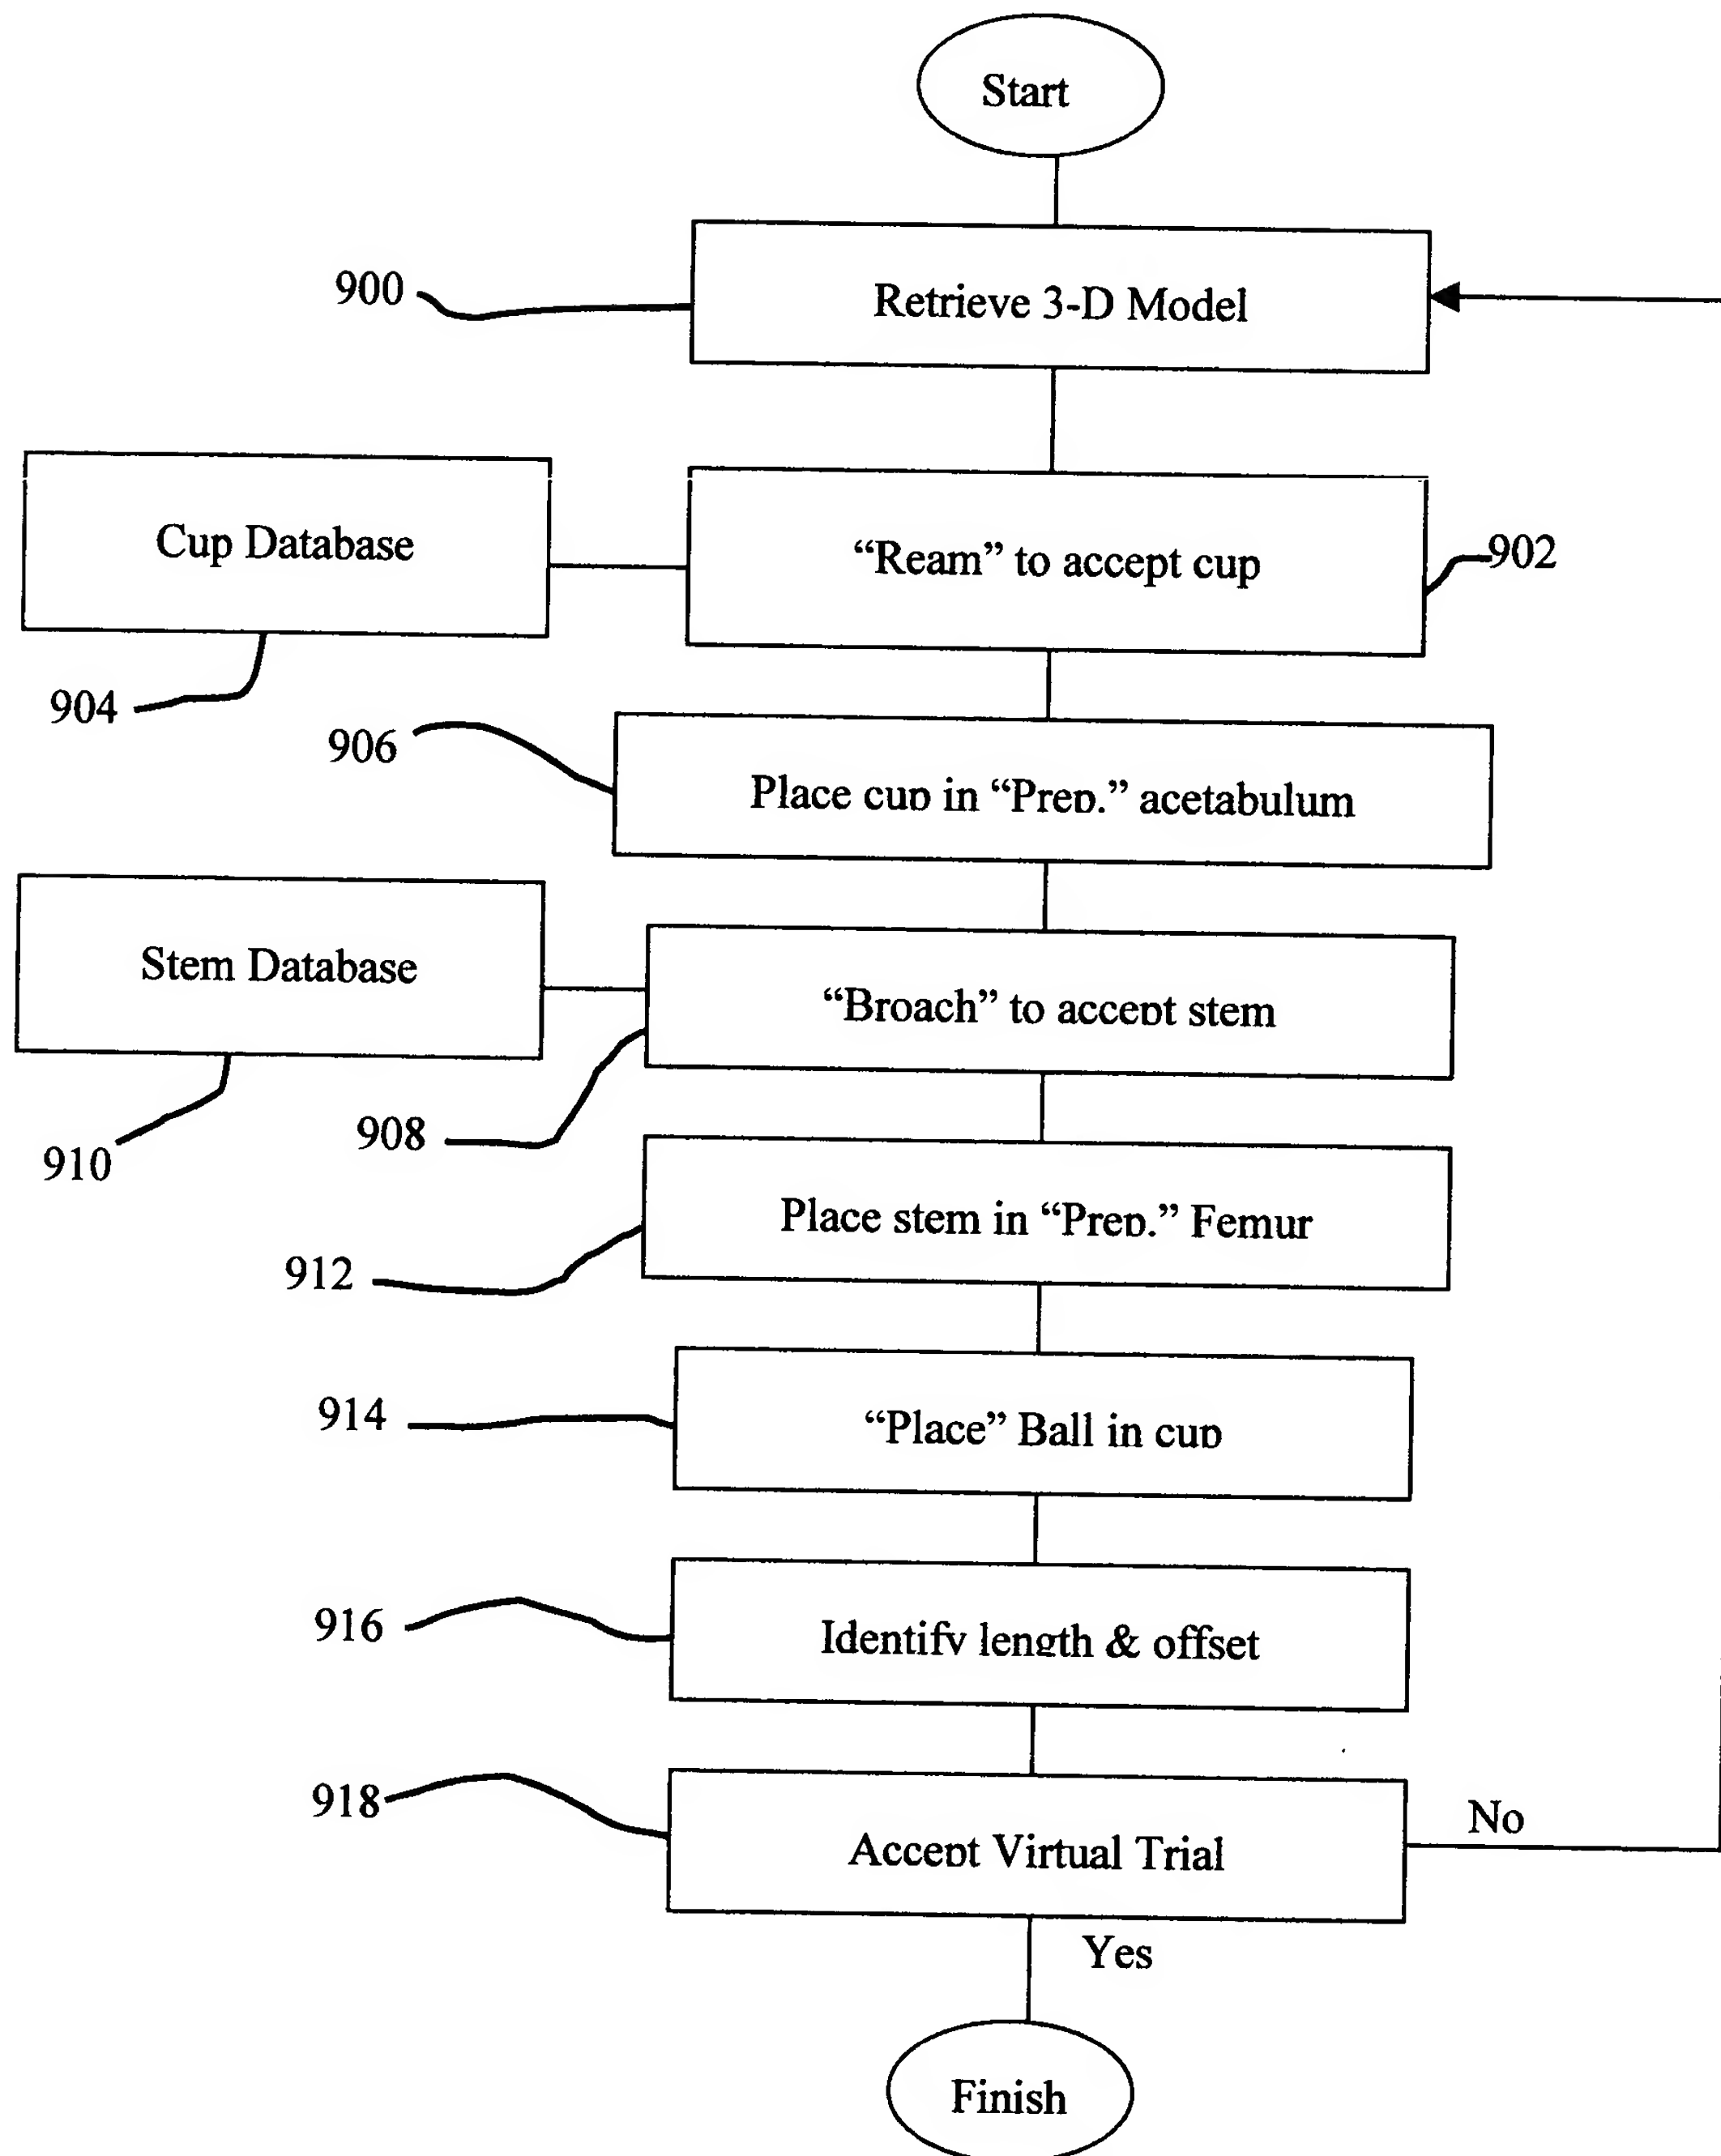 Start
900
Retrieve 3-D Model
Cup Database
“Ream” to accept cup
902
904
906
Place cup in “Prep.” acetabulum
Stem Database
“Broach” to accept stem
910
908
Place stem in “Prep.” Femur
912
914
“Place” Ball in cup
916
Identify length & offset
918
Accept Virtual Trial
No
Yes
Finish